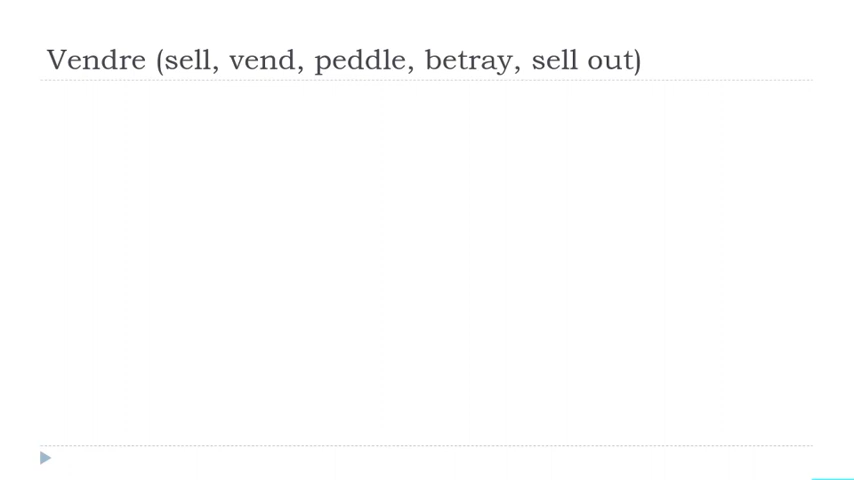 Vendre (sell, vend, peddle, betray, sell out)